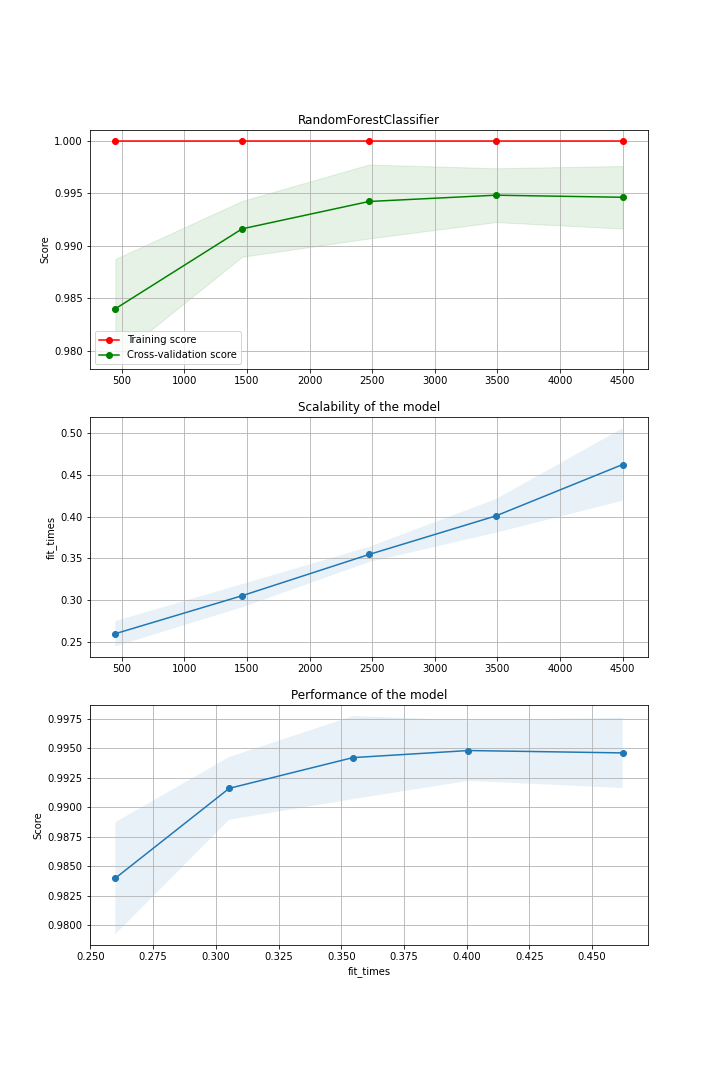 RandomForestClassifier
1.000
0.995
0.990
0.985
0.980
Score
Training score
Cross-validation score
500 1000 1500 2000 2500 3000 3500 4000 4500
Scalability of the model
0.50
0.45
0.40
0.35
0.30
0.25
fit_times
500 1000 1500 2000 2500 3000 3500 4000 4500
Performance of the model
0.9975
0.9950
0.9925
0.9900
0.9875
0.9850
0.9825
0.9800
Score
0.250 0.275 0.300 0.325 0.350 0.375 0.400 0.425 0.450
fit_times